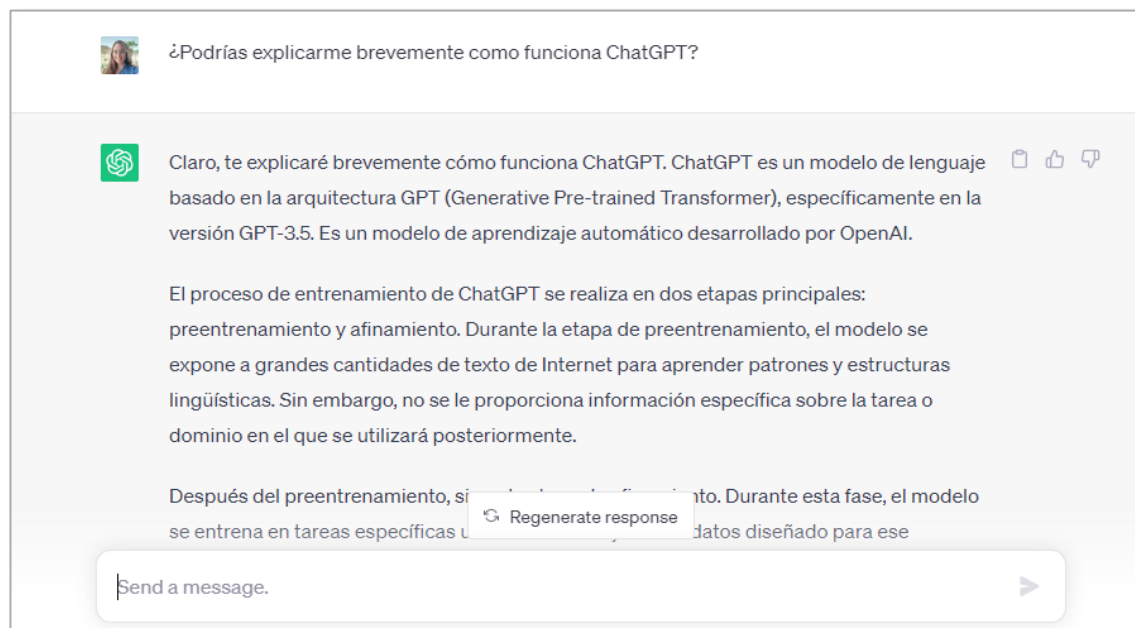 ¿Podrías explicarme brevemente como funciona ChatGPT?
Claro, te explicaré brevemente cómo funciona ChatGPT. ChatGPT es un modelo de lenguaje
basado en la arquitectura GPT (Generative Pre-trained Transformer), específicamente en la
versión GPT-3.5. Es un modelo de aprendizaje automático desarrollado por OpenAI.
El proceso de entrenamiento de ChatGPT se realiza en dos etapas principales:
preentrenamiento y afinamiento. Durante la etapa de preentrenamiento, el modelo se
expone a grandes cantidades de texto de Internet para aprender patrones y estructuras
lingüísticas. Sin embargo, no se le proporciona información específica sobre la tarea o
dominio en el que se utilizará posteriormente.
Después del preentrenamiento, Durante esta fase, el modelo
se entrena en tareas específicas datos diseñado para ese
Regenerate response
Send a message.